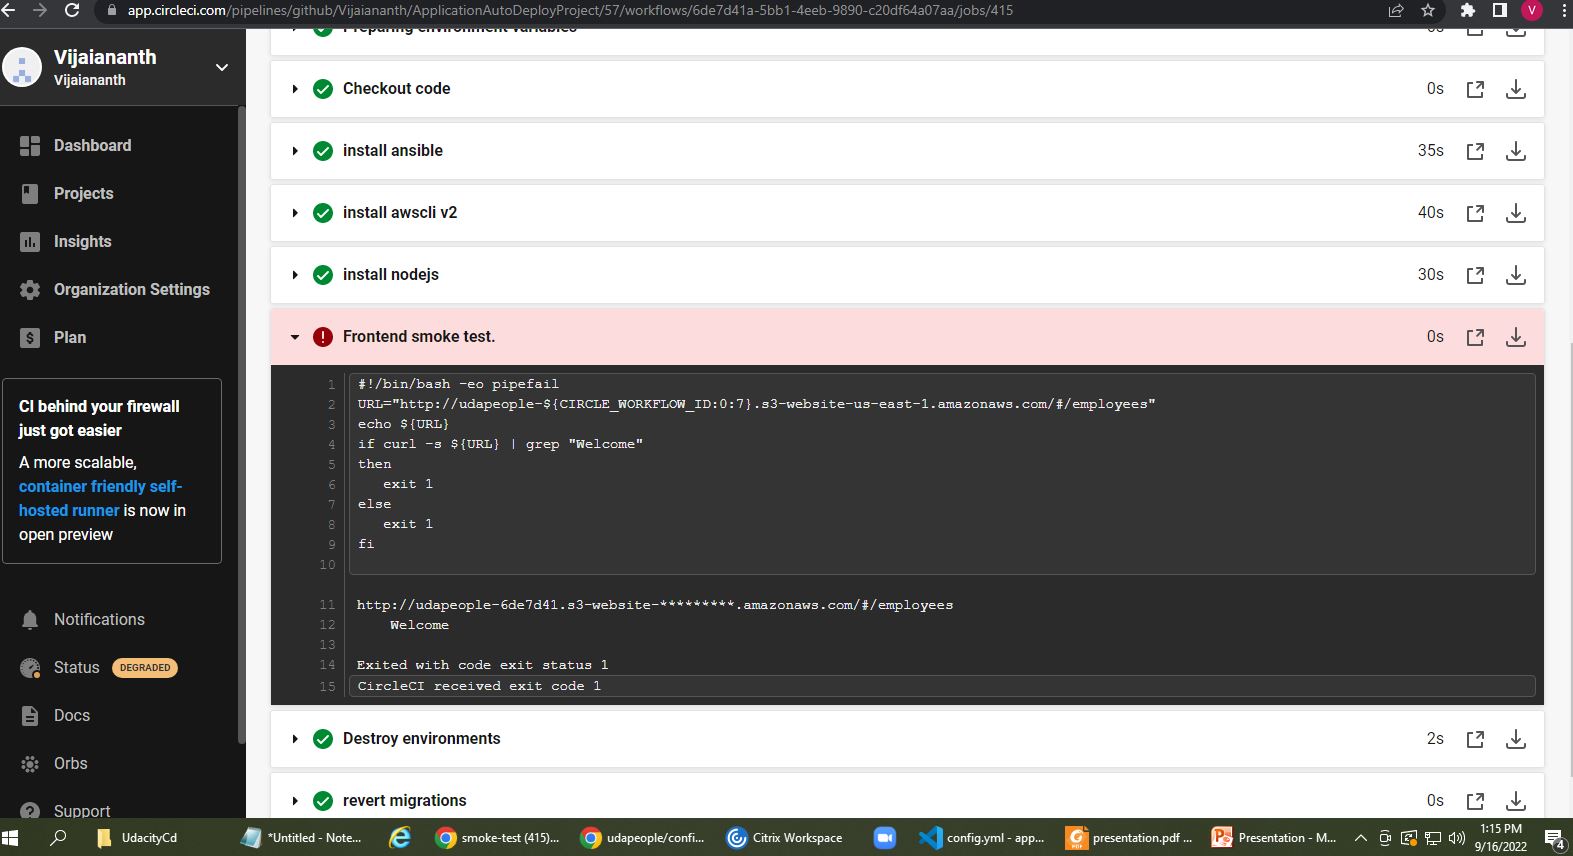 app.circleci.com/pipelines/github/Vijaiananth/ApplicationAutoDeployProject/57/workflows/6de7d41a-5bb1-4eeb-9890-c20df64a07aa/jobs/415
V
Vijaiananth
Vijaiananth
Dashboard
Projects
Insights
Organization Settings
Plan
CI behind your firewall
just got easier
A more scalable,
container friendly self-
hosted runner is now in
open preview
Notifications
Status DEGRADED
Docs
Orbs
Support
Preparing environment variables 0s
Checkout code 0s
install ansible 35s
install awscli v2 40s
install nodejs 30s
Frontend smoke test. 0s
1 #!/bin/bash -eo pipefail
2 URL="http://udapeople-${CIRCLE_WORKFLOW_ID:0:7}.s3-website-us-east-1.amazonaws.com/#/employees"
3 echo ${URL}
4 if curl -s ${URL} | grep "Welcome"
5 then
6 exit 1
7 else
8 exit 1
9 fi
10
11 http://udapeople-6de7d41.s3-website-*********.amazonaws.com/#/employees
12 Welcome
13
14 Exited with code exit status 1
15 CircleCI received exit code 1
Destroy environments 2s
revert migrations 0s
UdacityCd
*Untitled - Note...
smoke-test (415)...
udapeople/confi...
Citrix Workspace
config.yml - app...
presentation.pdf ...
Presentation - M...
1:15 PM
9/16/2022
4